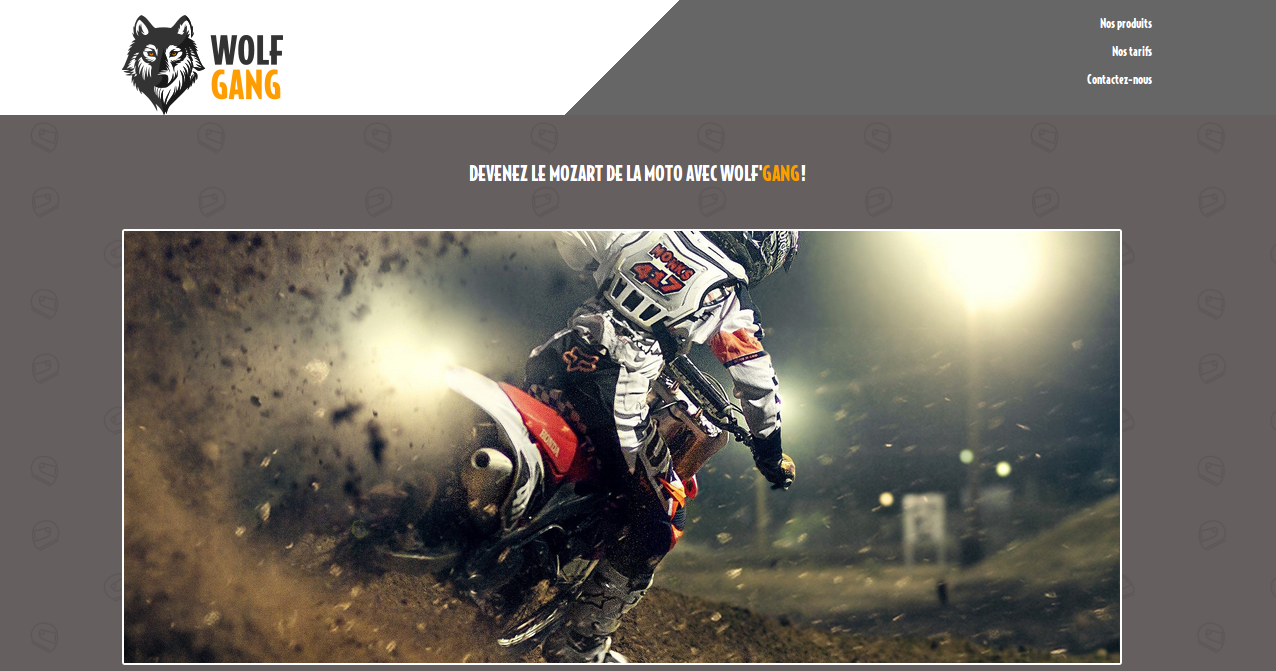 WOLF
GANG
Nos produits
Nos tarifs
Contactez-nous
DEVENEZ LE MOZART DE LA MOTO AVEC WOLF'GANG!
MONKS
417
HONDA